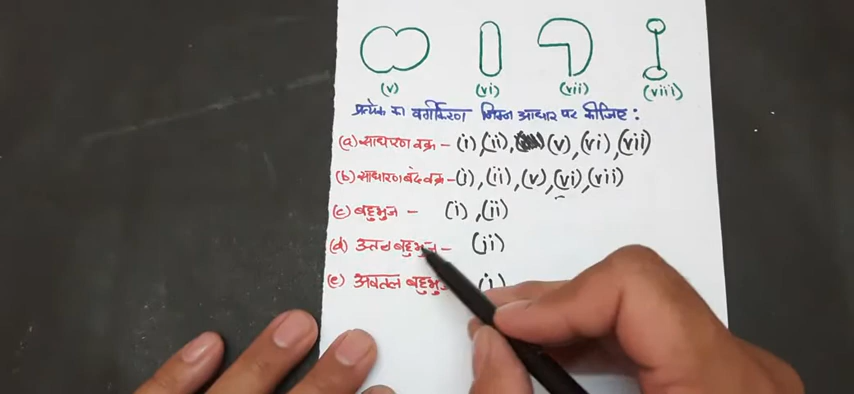 (v) (vi) (vii) (viii)
प्रत्येक का वर्गीकरण निम्न आधार पर कीजिए :
(a) साधारण वक्र - (i), (ii), (v), (vi), (vii)
(b) साधारण बंद वक्र - (i), (ii), (v), (vi), (vii)
(c) बहुभुज - (i), (ii)
(d) उत्तल बहुभुज - (ii)
(e) अवतल (i)